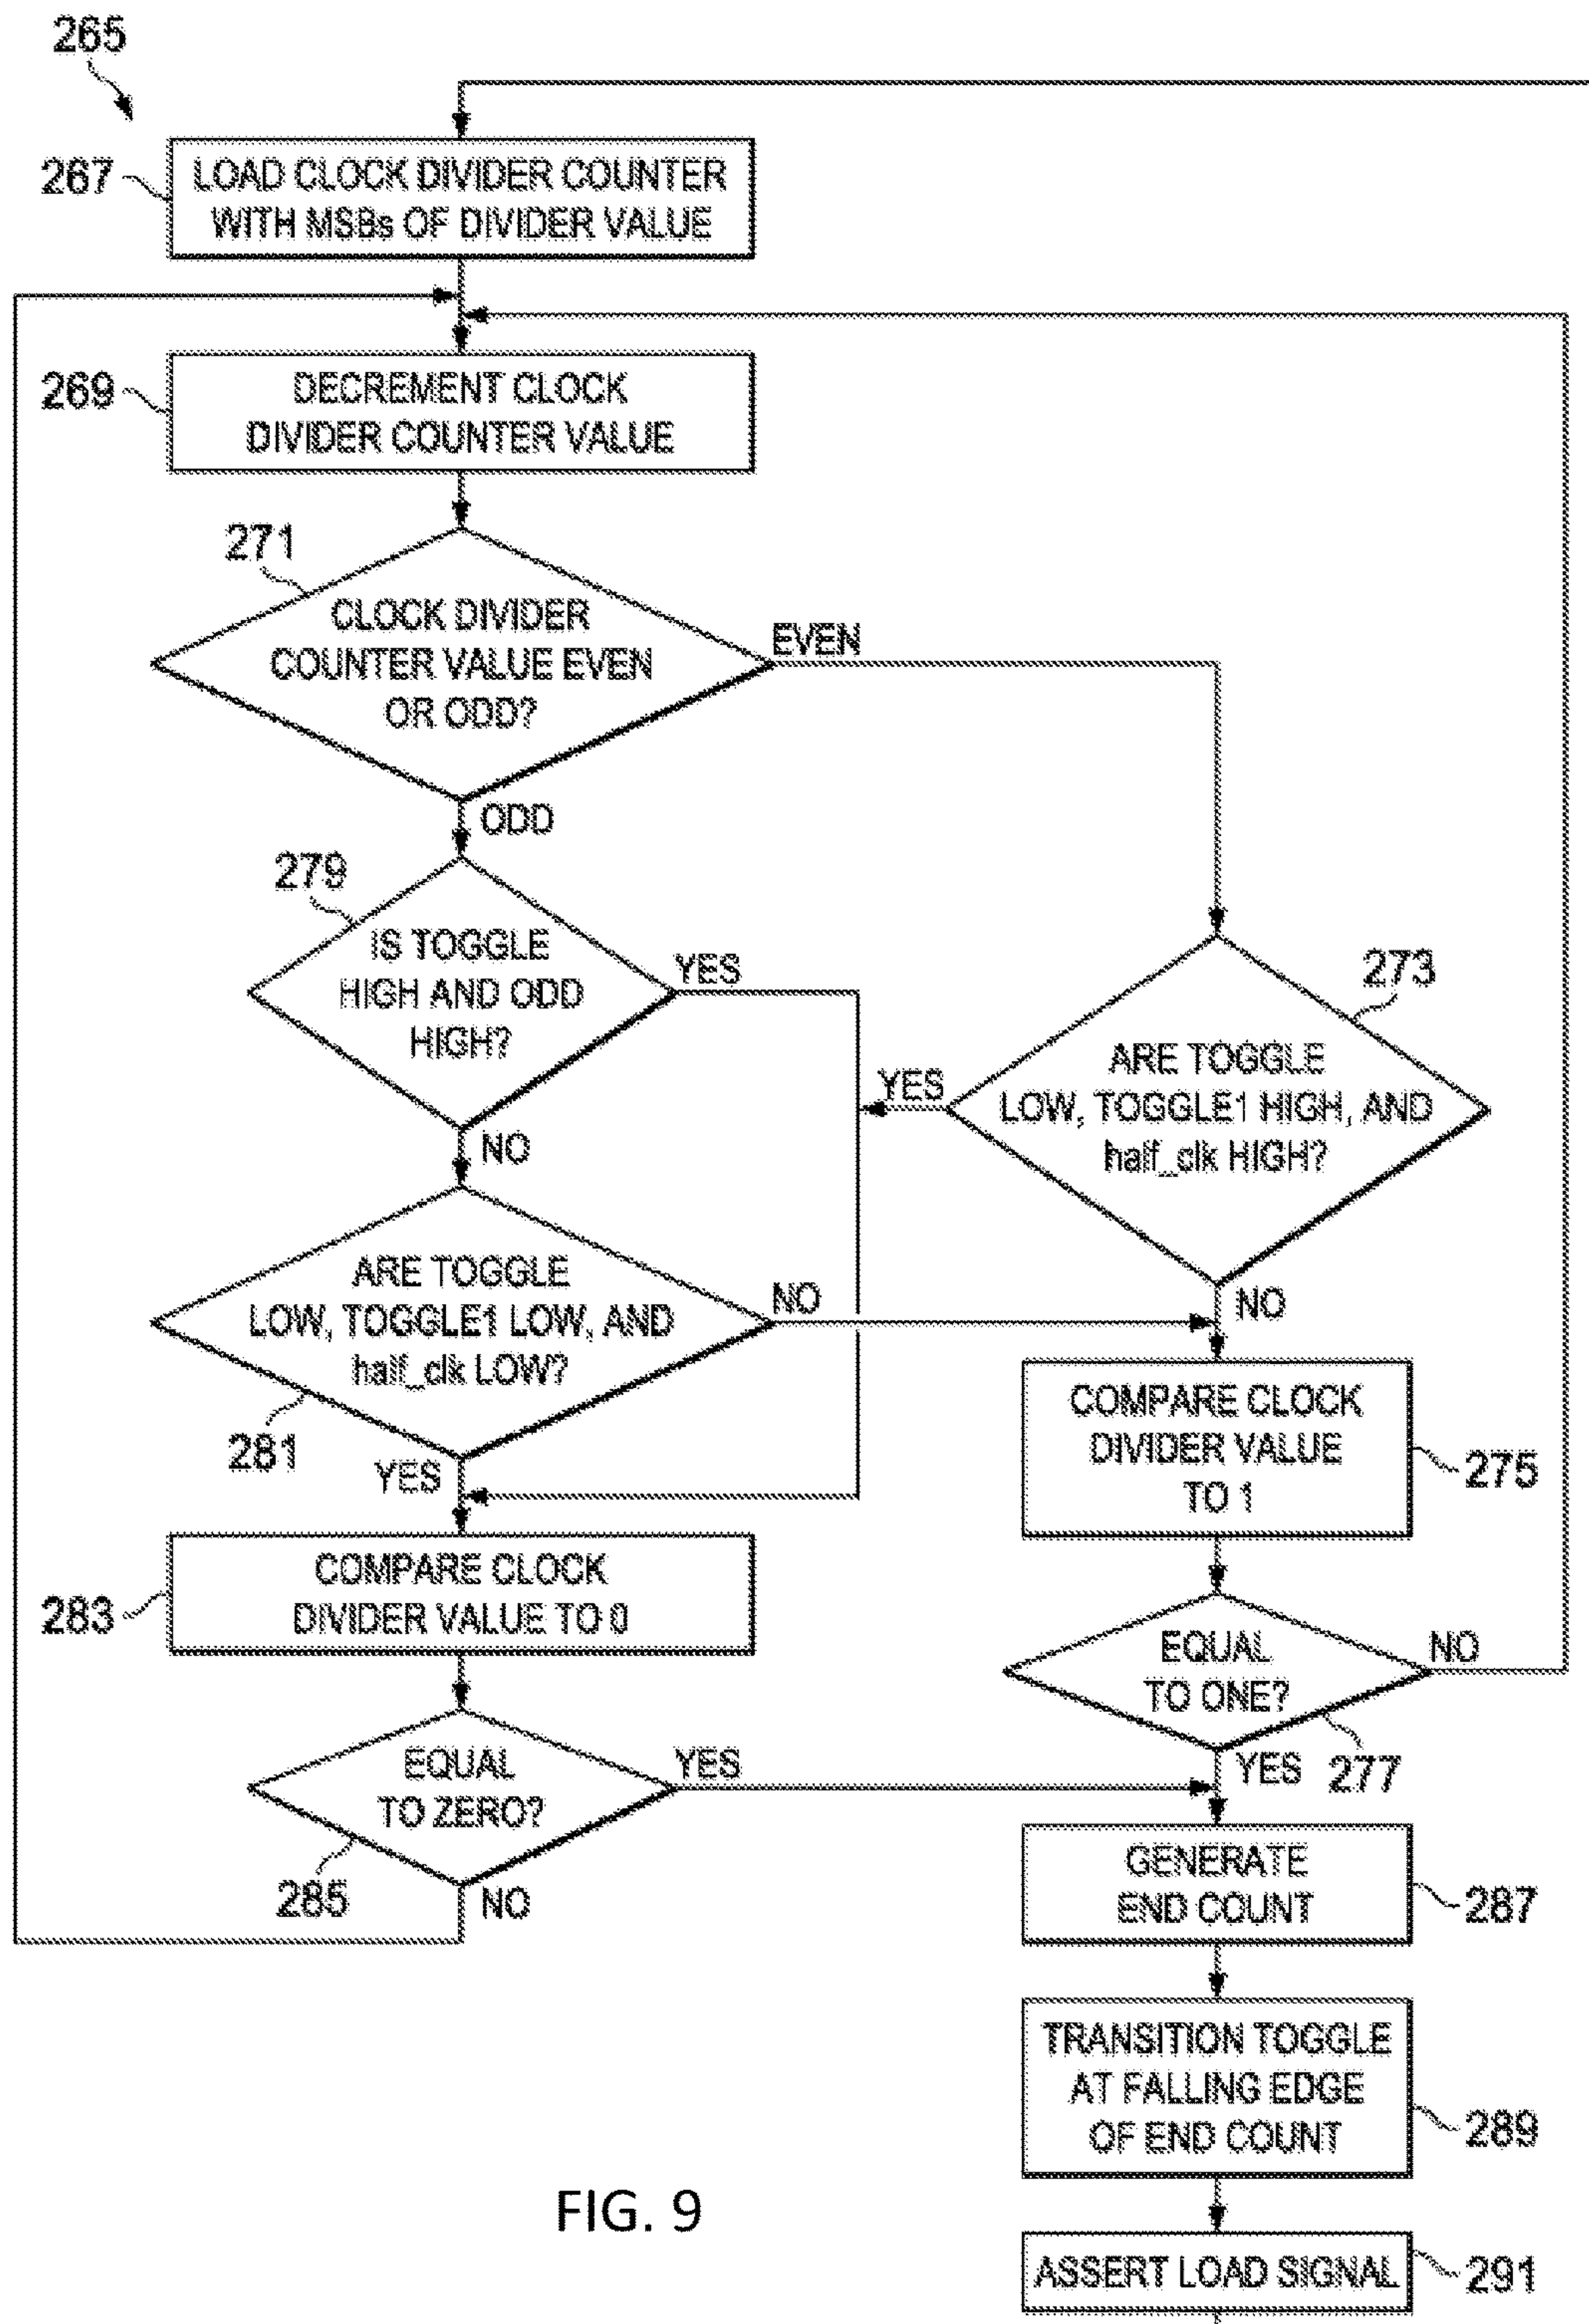 265
267
LOAD CLOCK DIVIDER COUNTER
WITH MSBs OF DIVIDER VALUE
269
DECREMENT CLOCK
DIVIDER COUNTER VALUE
271
CLOCK DIVIDER
COUNTER VALUE EVEN
OR ODD?
EVEN
ODD
279
IS TOGGLE
HIGH AND ODD
HIGH?
YES
NO
273
ARE TOGGLE
LOW, TOGGLE1 HIGH, AND
half_clk HIGH?
YES
NO
ARE TOGGLE
LOW, TOGGLE1 LOW, AND
half_clk LOW?
NO
281
YES
COMPARE CLOCK
DIVIDER VALUE
TO 1
275
283
COMPARE CLOCK
DIVIDER VALUE TO 0
EQUAL
TO ONE?
NO
YES
277
EQUAL
TO ZERO?
YES
285
NO
GENERATE
END COUNT
287
TRANSITION TOGGLE
AT FALLING EDGE
OF END COUNT
289
FIG. 9
ASSERT LOAD SIGNAL
291